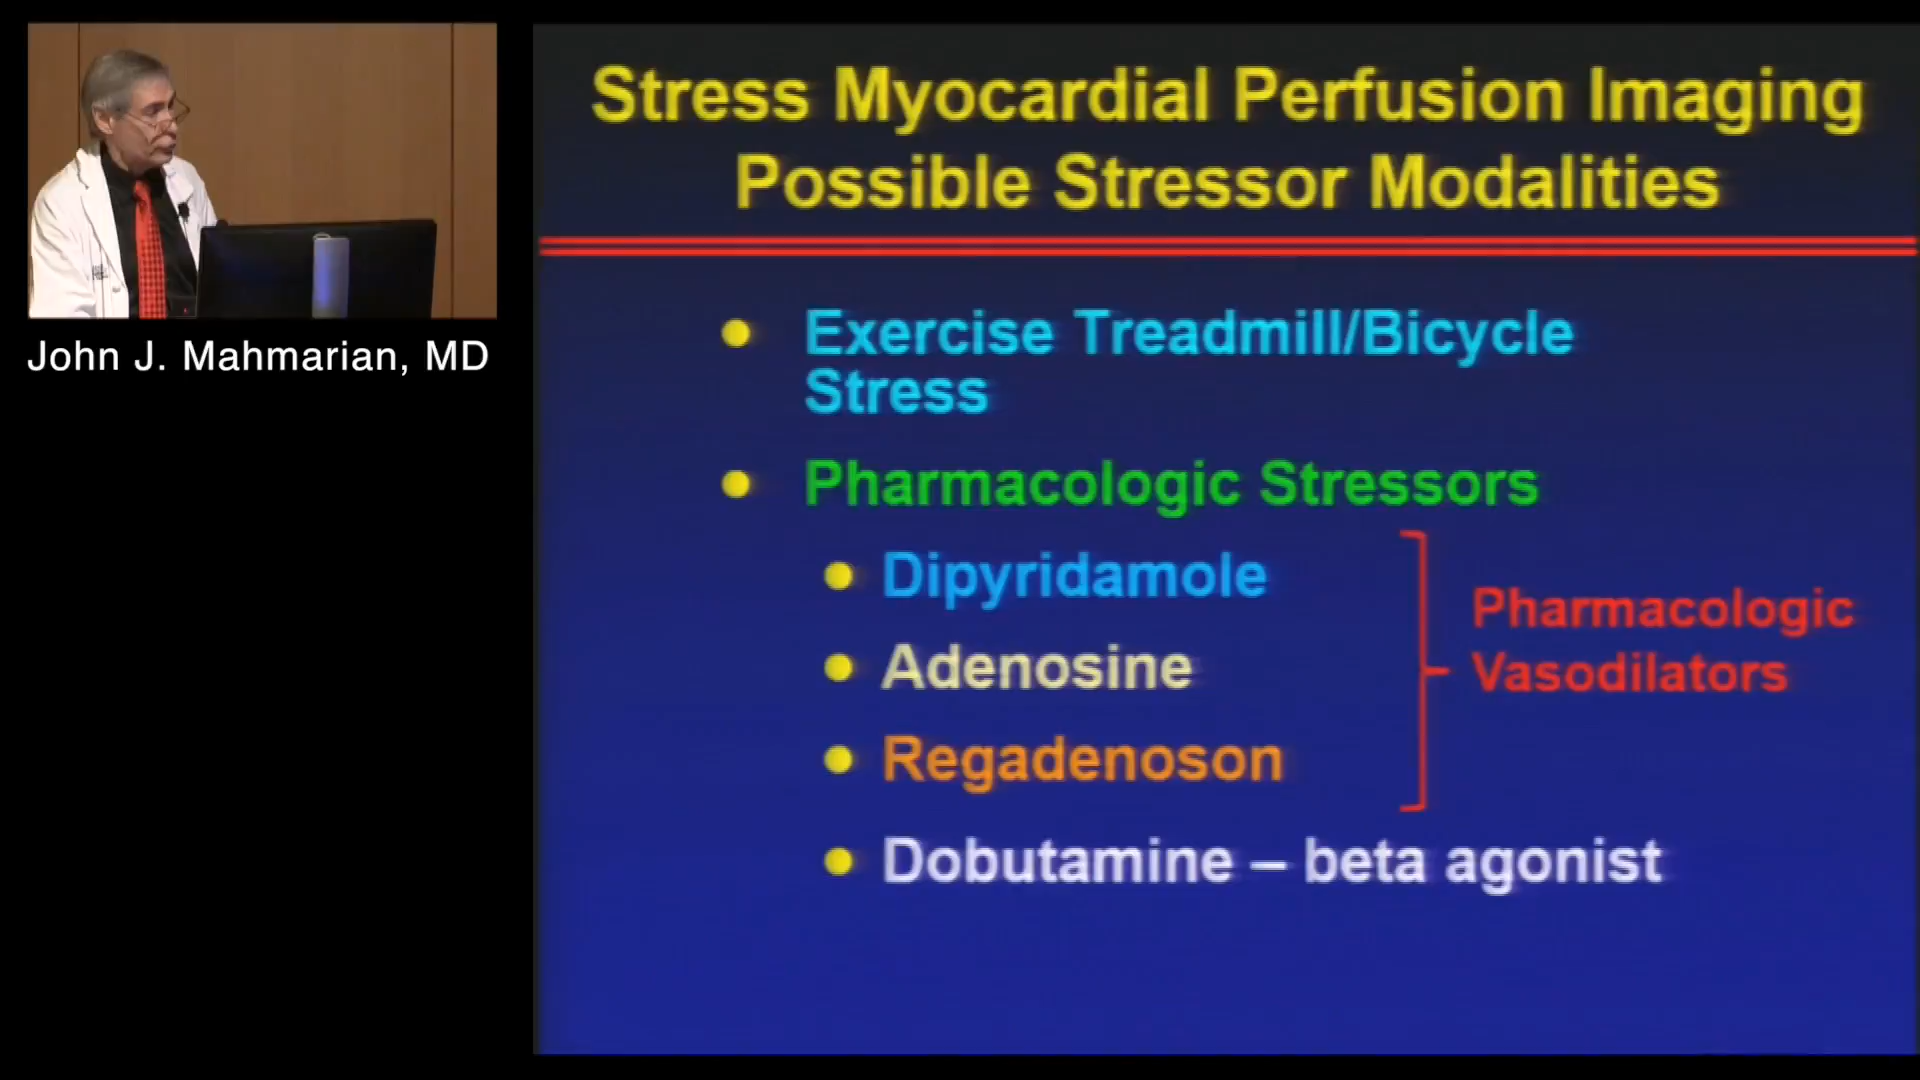 John J. Mahmarian, MD
Stress Myocardial Perfusion Imaging
Possible Stressor Modalities
Exercise Treadmill/Bicycle
Stress
Pharmacologic Stressors
Dipyridamole
Adenosine
Regadenoson
Pharmacologic
Vasodilators
Dobutamine – beta agonist